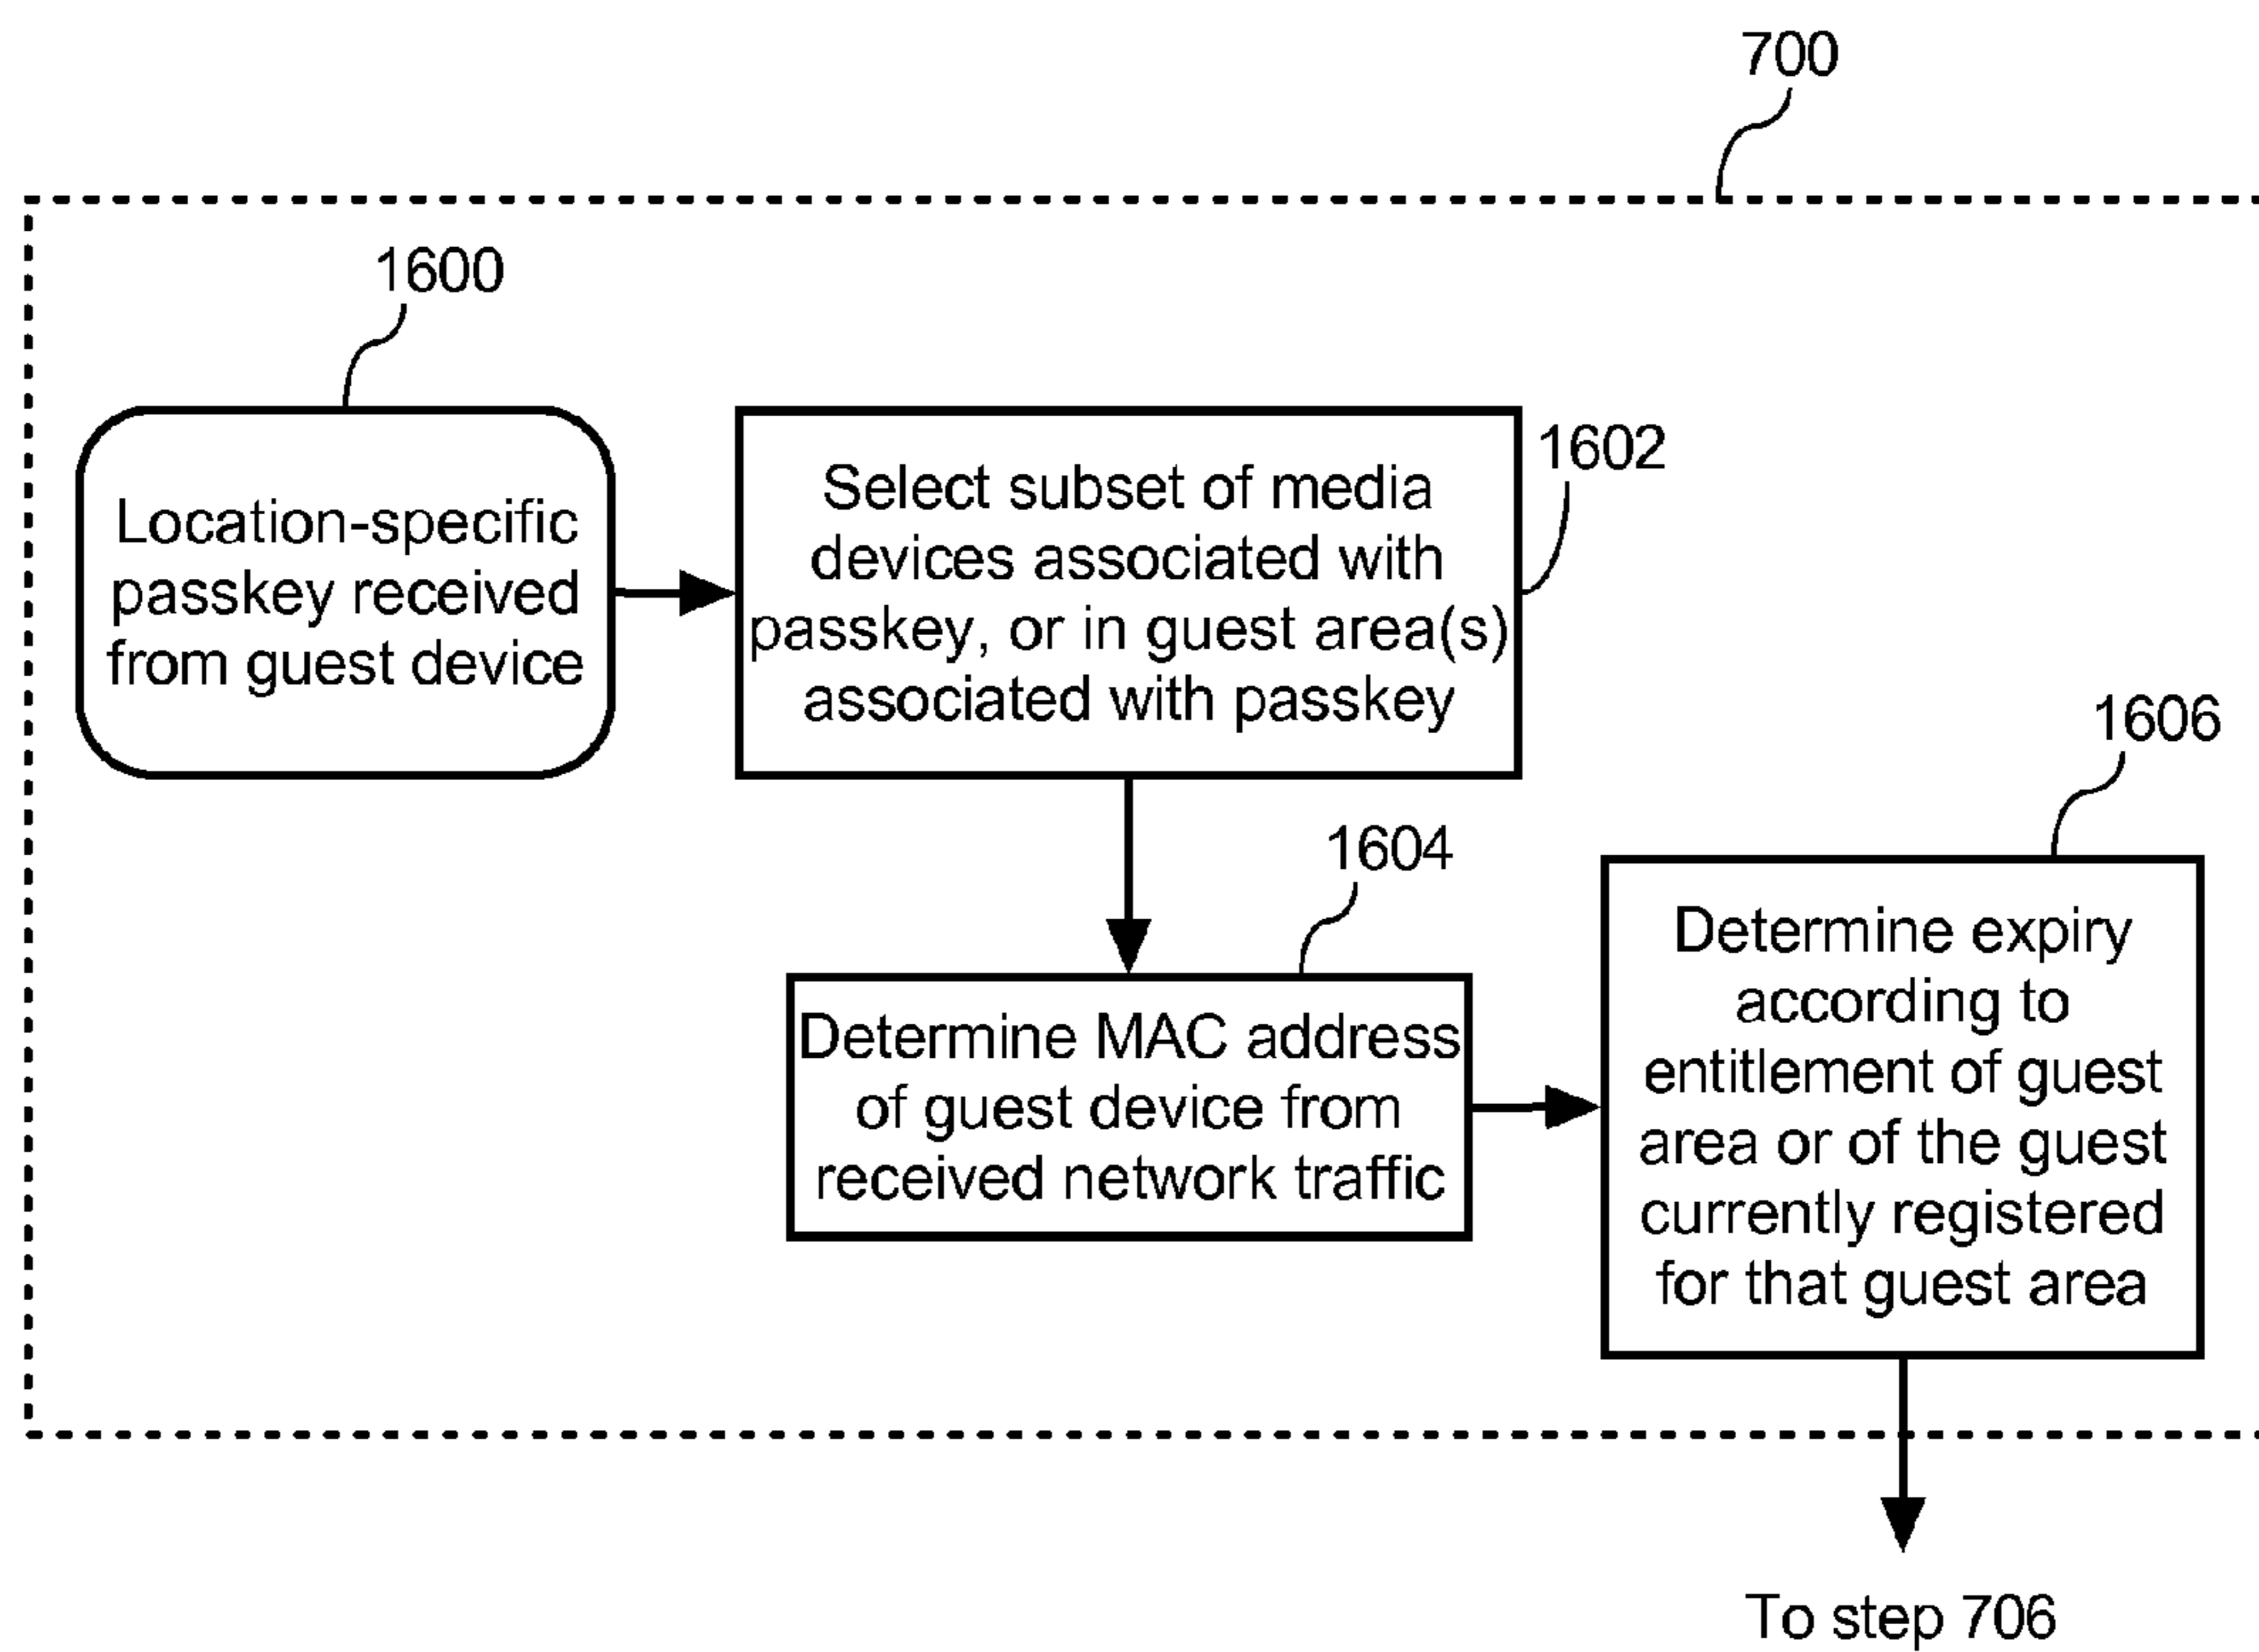 700
1600
Location-specific
passkey received
from guest device
1602
Select subset of media
devices associated with
passkey, or in guest area(s)
associated with passkey
1604
Determine MAC address
of guest device from
received network traffic
1606
Determine expiry
according to
entitlement of guest
area or of the guest
currently registered
for that guest area
To step 706